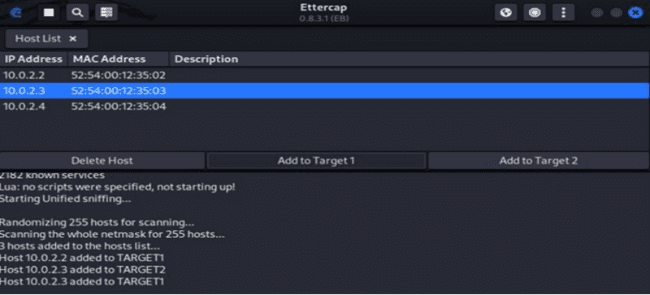 Ettercap
0.8.3.1 (EB)
Host List ×
IP Address MAC Address Description
10.0.2.2 52:54:00:12:35:02
10.0.2.3 52:54:00:12:35:03
10.0.2.4 52:54:00:12:35:04
Delete Host Add to Target 1 Add to Target 2
2182 known services
Lua: no scripts were specified, not starting up!
Starting Unified sniffing...
Randomizing 255 hosts for scanning...
Scanning the whole netmask for 255 hosts...
3 hosts added to the hosts list...
Host 10.0.2.2 added to TARGET1
Host 10.0.2.3 added to TARGET2
Host 10.0.2.3 added to TARGET1